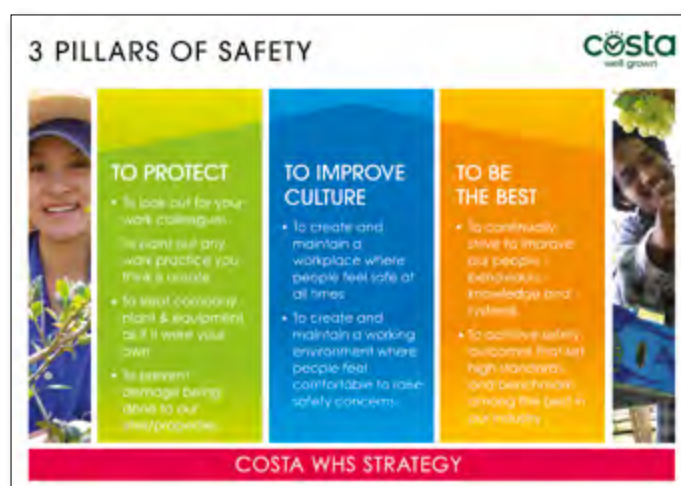 3 PILLARS OF SAFETY
costa
well grown
TO PROTECT
• To look out for your
work colleagues
To point out any
work practice you
think is unsafe
• To treat company
plant & equipment
as if it were your
own
• To prevent
damage being
done to our
TO IMPROVE
CULTURE
• To create and
maintain a
workplace where
people feel safe at
all times
• To create and
maintain a working
environment where
people feel
comfortable to raise
safety concerns
TO BE
THE BEST
• To continually
strive to improve
our people -
behaviours -
knowledge and
systems
• To achieve safety
outcomes that set
high standards
and benchmark
among the best in
our industry
COSTA WHS STRATEGY